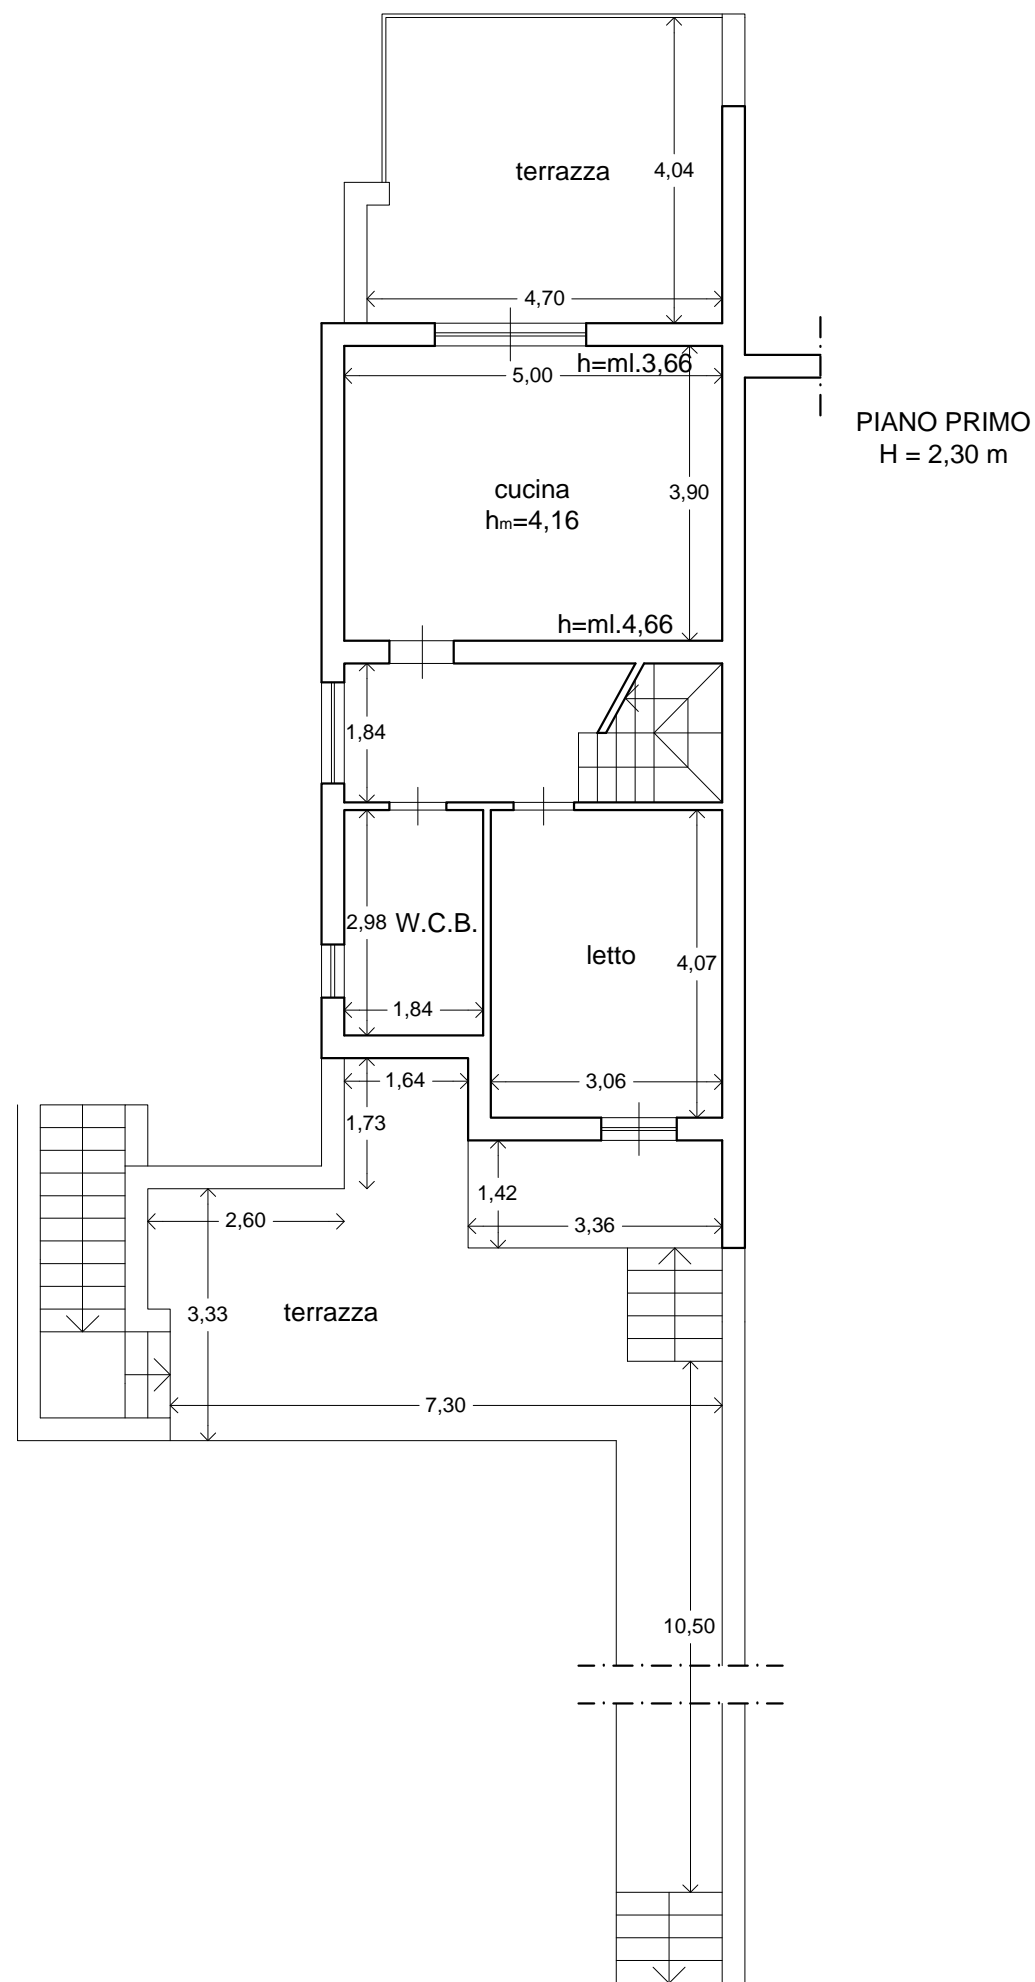 terrazza
4,04
4,70
h=ml.3,66
5,00
PIANO PRIMO
H = 2,30 m
cucina
3,90
hm=4,16
h=ml.4,66
1,84
2,98
W.C.B.
letto
4,07
1,84
1,64
3,06
1,73
1,42
2,60
3,36
3,33
terrazza
7,30
10,50